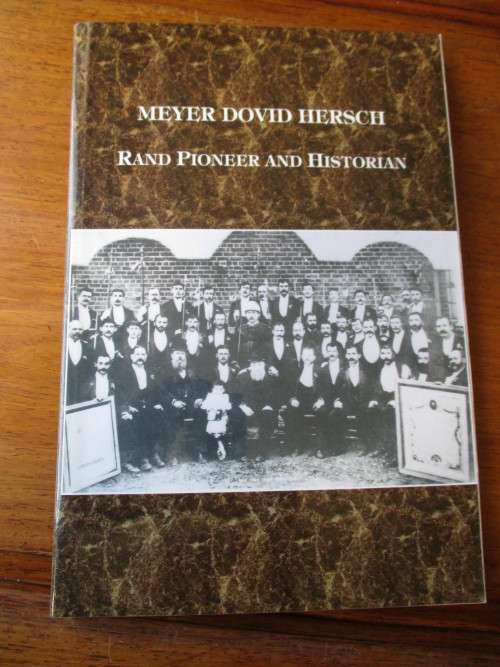 MEYER DOVID HERSCH
RAND PIONEER AND HISTORIAN